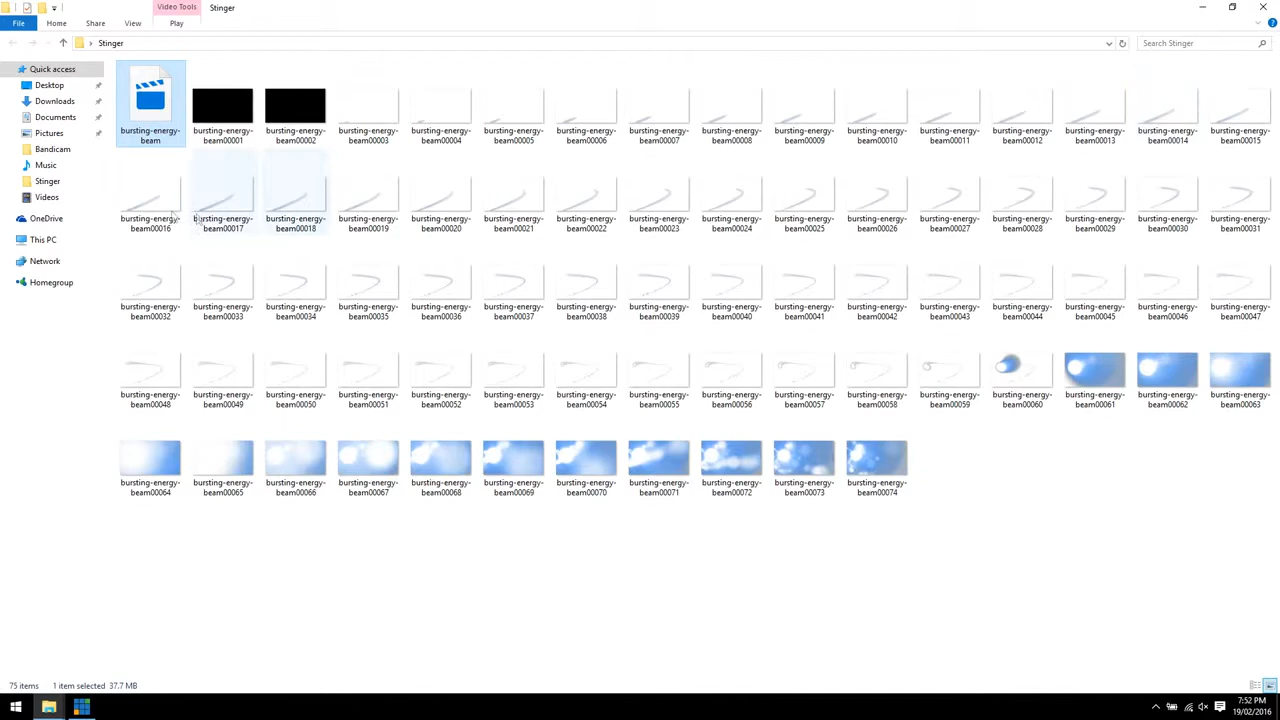 Video Tools
Stinger
File
Home
Share
View
Play
Stinger
Search Stinger
Quick access
Desktop
Downloads
Documents
Pictures
Bandicam
Music
Stinger
Videos
OneDrive
This PC
Network
Homegroup
bursting-energy-
beam
bursting-energy-
beam00001
bursting-energy-
beam00002
bursting-energy-
beam00003
bursting-energy-
beam00004
bursting-energy-
beam00005
bursting-energy-
beam00006
bursting-energy-
beam00007
bursting-energy-
beam00008
bursting-energy-
beam00009
bursting-energy-
beam00010
bursting-energy-
beam00011
bursting-energy-
beam00012
bursting-energy-
beam00013
bursting-energy-
beam00014
bursting-energy-
beam00015
bursting-energy-
beam00016
bursting-energy-
beam00017
bursting-energy-
beam00018
bursting-energy-
beam00019
bursting-energy-
beam00020
bursting-energy-
beam00021
bursting-energy-
beam00022
bursting-energy-
beam00023
bursting-energy-
beam00024
bursting-energy-
beam00025
bursting-energy-
beam00026
bursting-energy-
beam00027
bursting-energy-
beam00028
bursting-energy-
beam00029
bursting-energy-
beam00030
bursting-energy-
beam00031
bursting-energy-
beam00032
bursting-energy-
beam00033
bursting-energy-
beam00034
bursting-energy-
beam00035
bursting-energy-
beam00036
bursting-energy-
beam00037
bursting-energy-
beam00038
bursting-energy-
beam00039
bursting-energy-
beam00040
bursting-energy-
beam00041
bursting-energy-
beam00042
bursting-energy-
beam00043
bursting-energy-
beam00044
bursting-energy-
beam00045
bursting-energy-
beam00046
bursting-energy-
beam00047
bursting-energy-
beam00048
bursting-energy-
beam00049
bursting-energy-
beam00050
bursting-energy-
beam00051
bursting-energy-
beam00052
bursting-energy-
beam00053
bursting-energy-
beam00054
bursting-energy-
beam00055
bursting-energy-
beam00056
bursting-energy-
beam00057
bursting-energy-
beam00058
bursting-energy-
beam00059
bursting-energy-
beam00060
bursting-energy-
beam00061
bursting-energy-
beam00062
bursting-energy-
beam00063
bursting-energy-
beam00064
bursting-energy-
beam00065
bursting-energy-
beam00066
bursting-energy-
beam00067
bursting-energy-
beam00068
bursting-energy-
beam00069
bursting-energy-
beam00070
bursting-energy-
beam00071
bursting-energy-
beam00072
bursting-energy-
beam00073
bursting-energy-
beam00074
75 items 1 item selected 37.7 MB
7:52 PM
19/02/2016